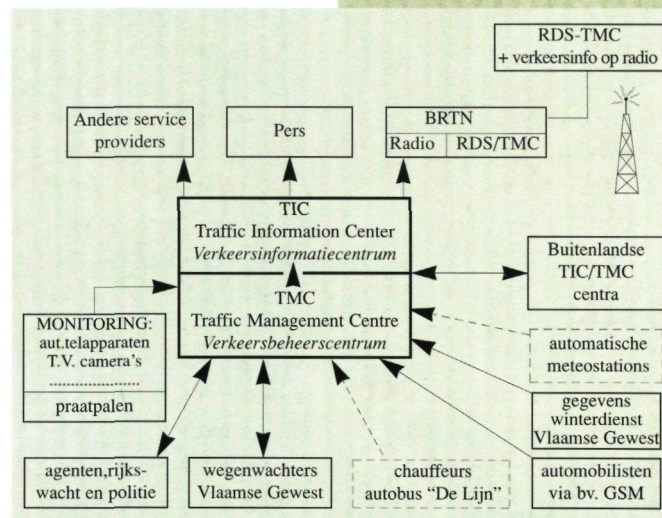 RDS-TMC
+ verkeersinfo op radio
Andere service
providers
Pers
BRTN
Radio RDS/TMC
TIC
Traffic Information Center
Verkeersinformatiecentrum
TMC
Traffic Management Centre
Verkeersbeheerscentrum
Buitenlandse
TIC/TMC
centra
MONITORING:
aut.telapparaten
T.V. camera's
....................
praatpalen
automatische
meteostations
gegevens
winterdienst
Vlaamse Gewest
agenten,rijks-
wacht en politie
wegenwachters
Vlaamse Gewest
chauffeurs
autobus “De Lijn”
automobilisten
via bv. GSM